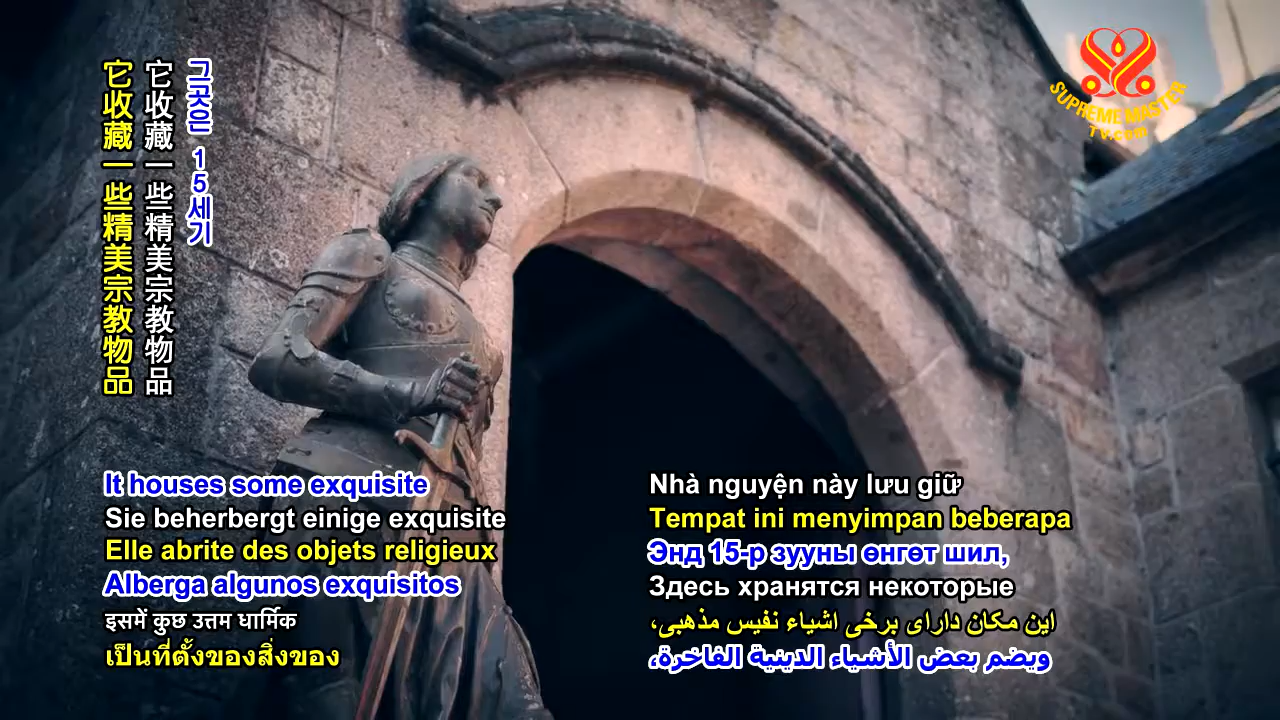 그곳은 15세기
它收藏一些精美宗教物品
它收藏一些精美宗教物品
SUPREME MASTER
TV.com
It houses some exquisite
Sie beherbergt einige exquisite
Elle abrite des objets religieux
Alberga algunos exquisitos
इसमें कुछ उत्तम धार्मिक
เป็นที่ตั้งของสิ่งของ
Nhà nguyện này lưu giữ
Tempat ini menyimpan beberapa
Энд 15-р зууны өнгөт шил,
Здесь хранятся некоторые
این مکان دارای برخی اشیاء نفیس مذهبی،
ويضم بعض الأشياء الدينية الفاخرة،